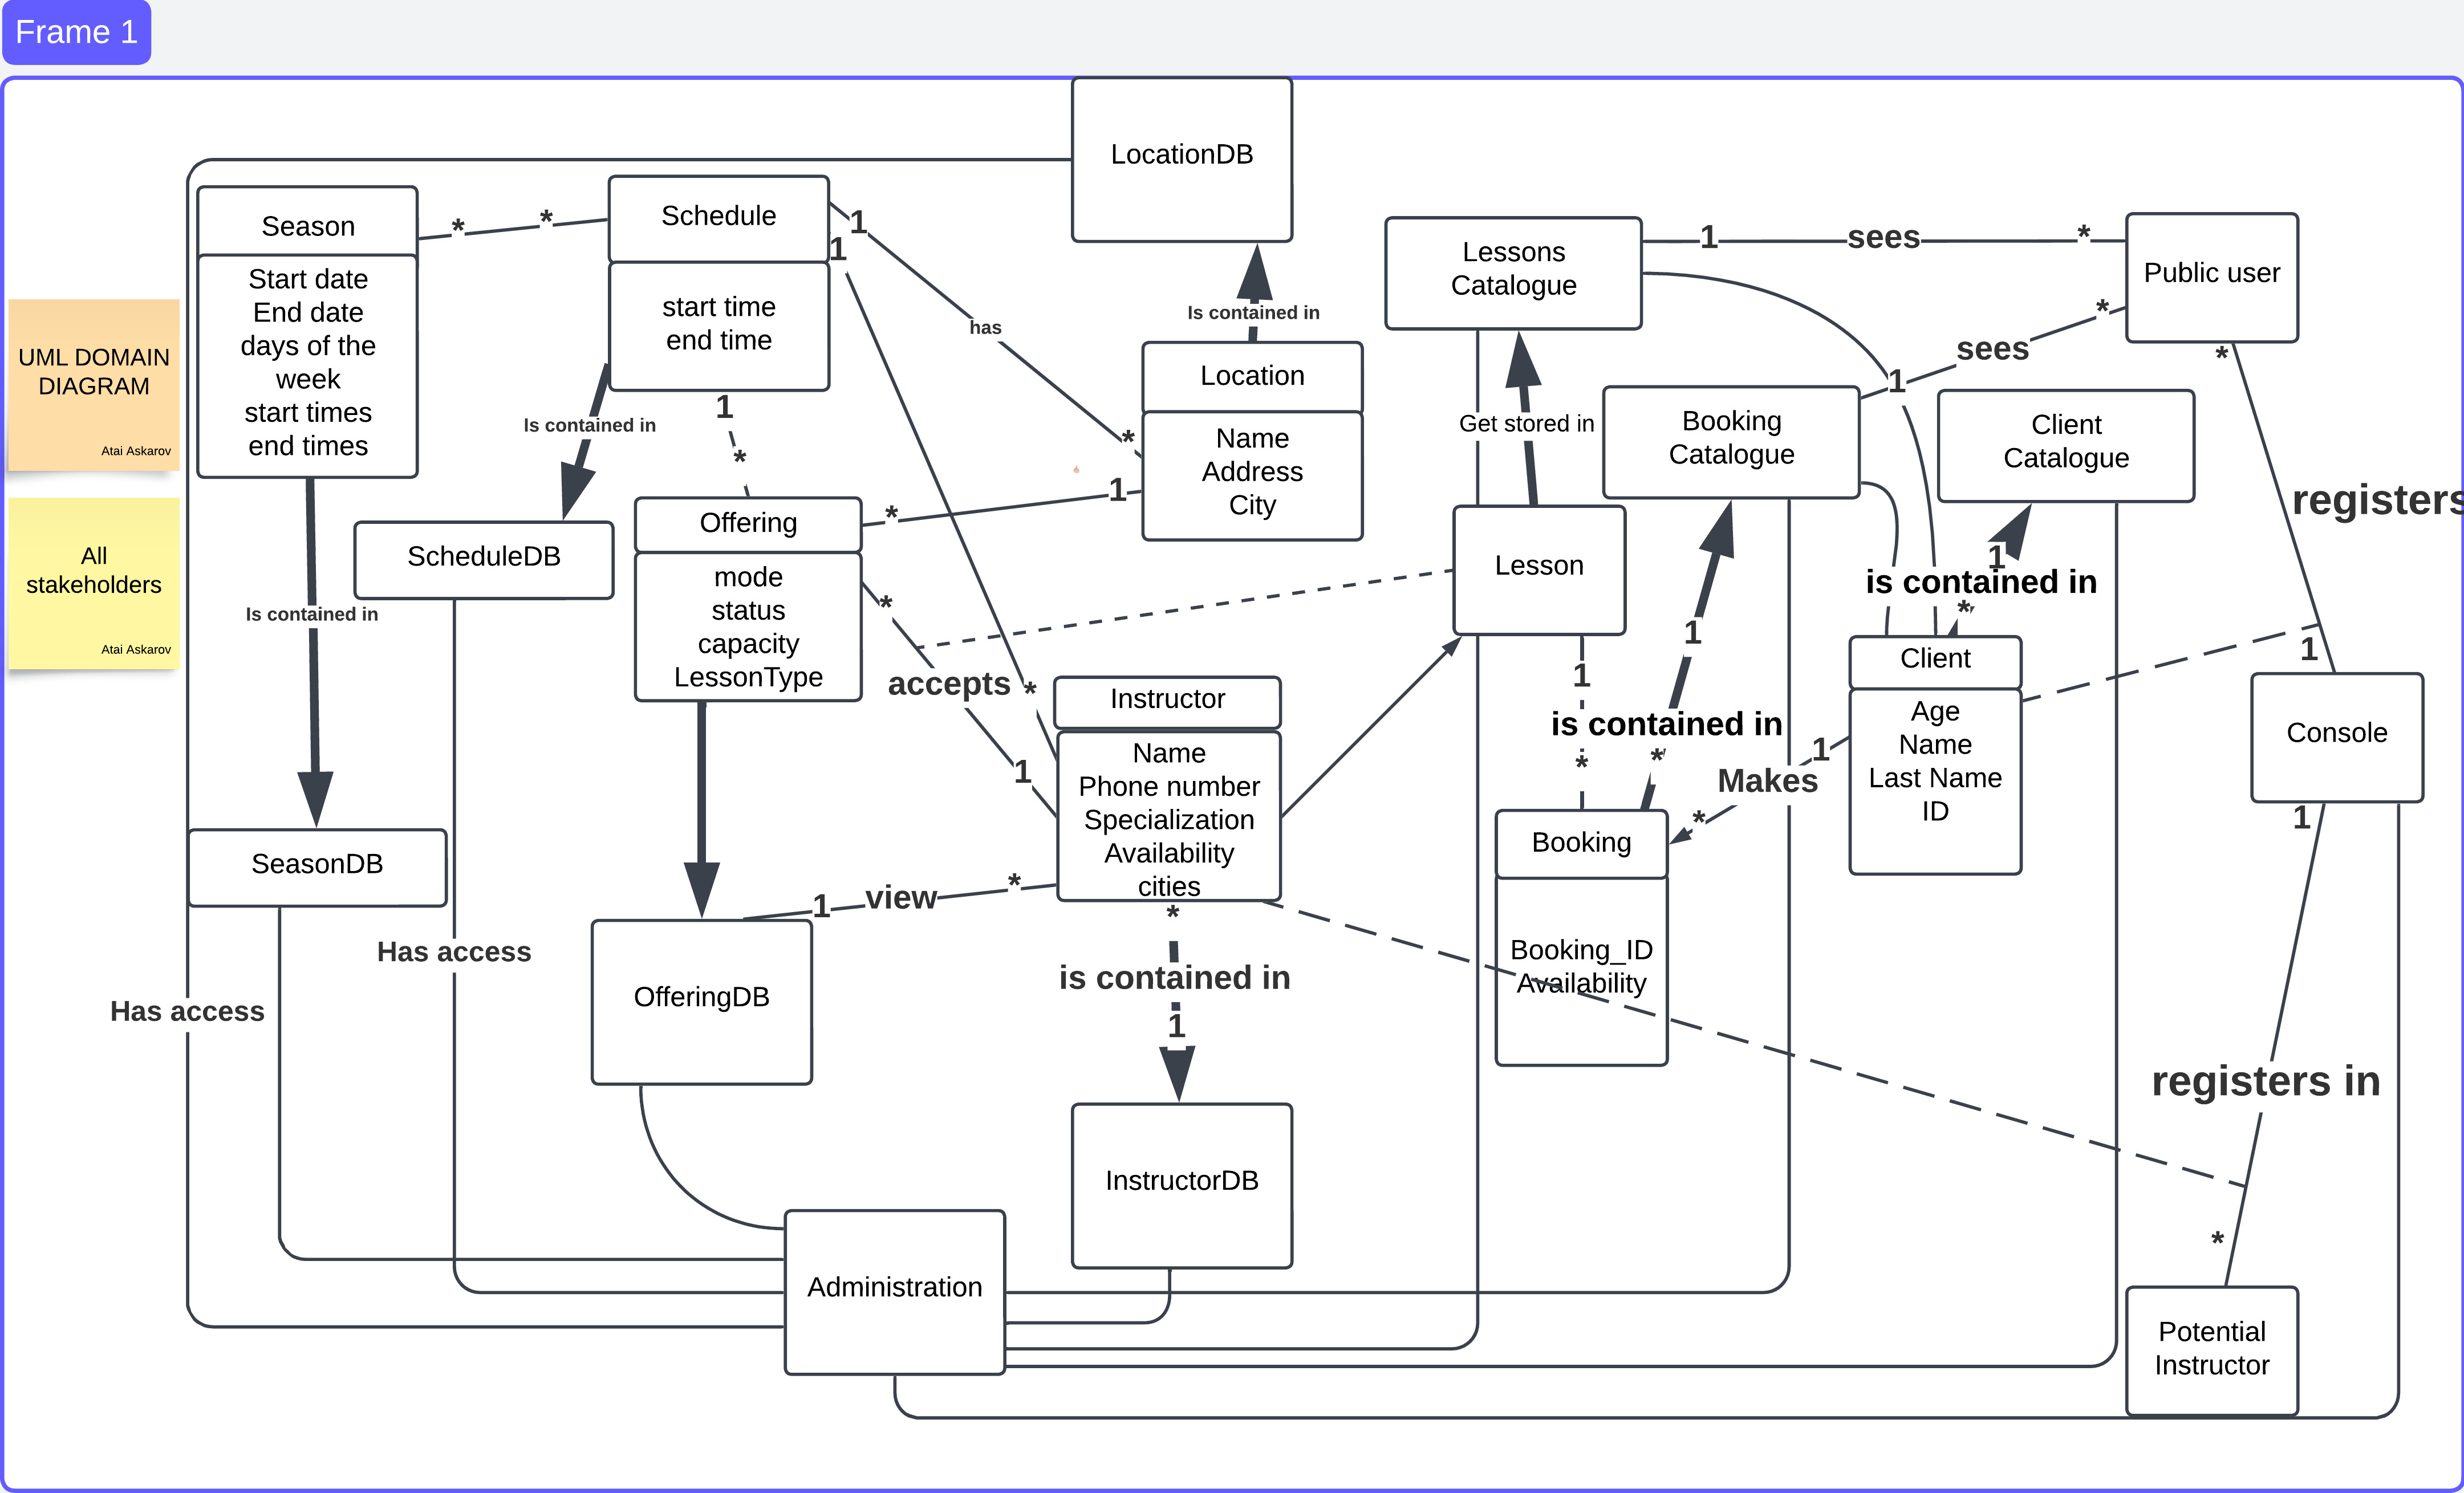 Frame 1
UML DOMAIN
DIAGRAM
Atai Askarov
All
stakeholders
Atai Askarov
LocationDB
Season
Start date
End date
days of the
week
start times
end times
*
*
Schedule
start time
end time
1
1
has
*
Is contained in
Location
Name
Address
City
1
*
Is contained in
1
*
ScheduleDB
Offering
mode
status
capacity
LessonType
*
accepts
1
*
Is contained in
SeasonDB
Has access
Has access
OfferingDB
1
view
*
Instructor
Name
Phone number
Specialization
Availability
cities
*
is contained in
1
InstructorDB
Administration
Lessons
Catalogue
1
sees
*
Public user
*
sees
1
Get stored in
Booking
Catalogue
Client
Catalogue
Lesson
1
*
1
is contained in
*
1
is contained in
*
Client
Age
Name
Last Name
ID
1
Makes
*
Booking
Booking_ID
Availability
*
registers
1
Console
1
registers in
*
Potential
Instructor